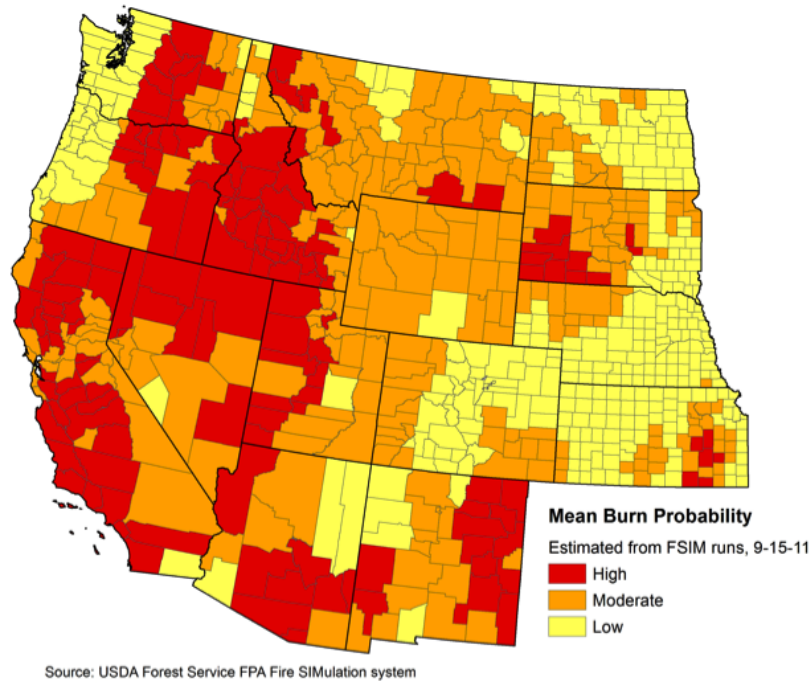 Mean Burn Probability
Estimated from FSIM runs, 9-15-11
High
Moderate
Low
Source: USDA Forest Service FPA Fire SIMulation system